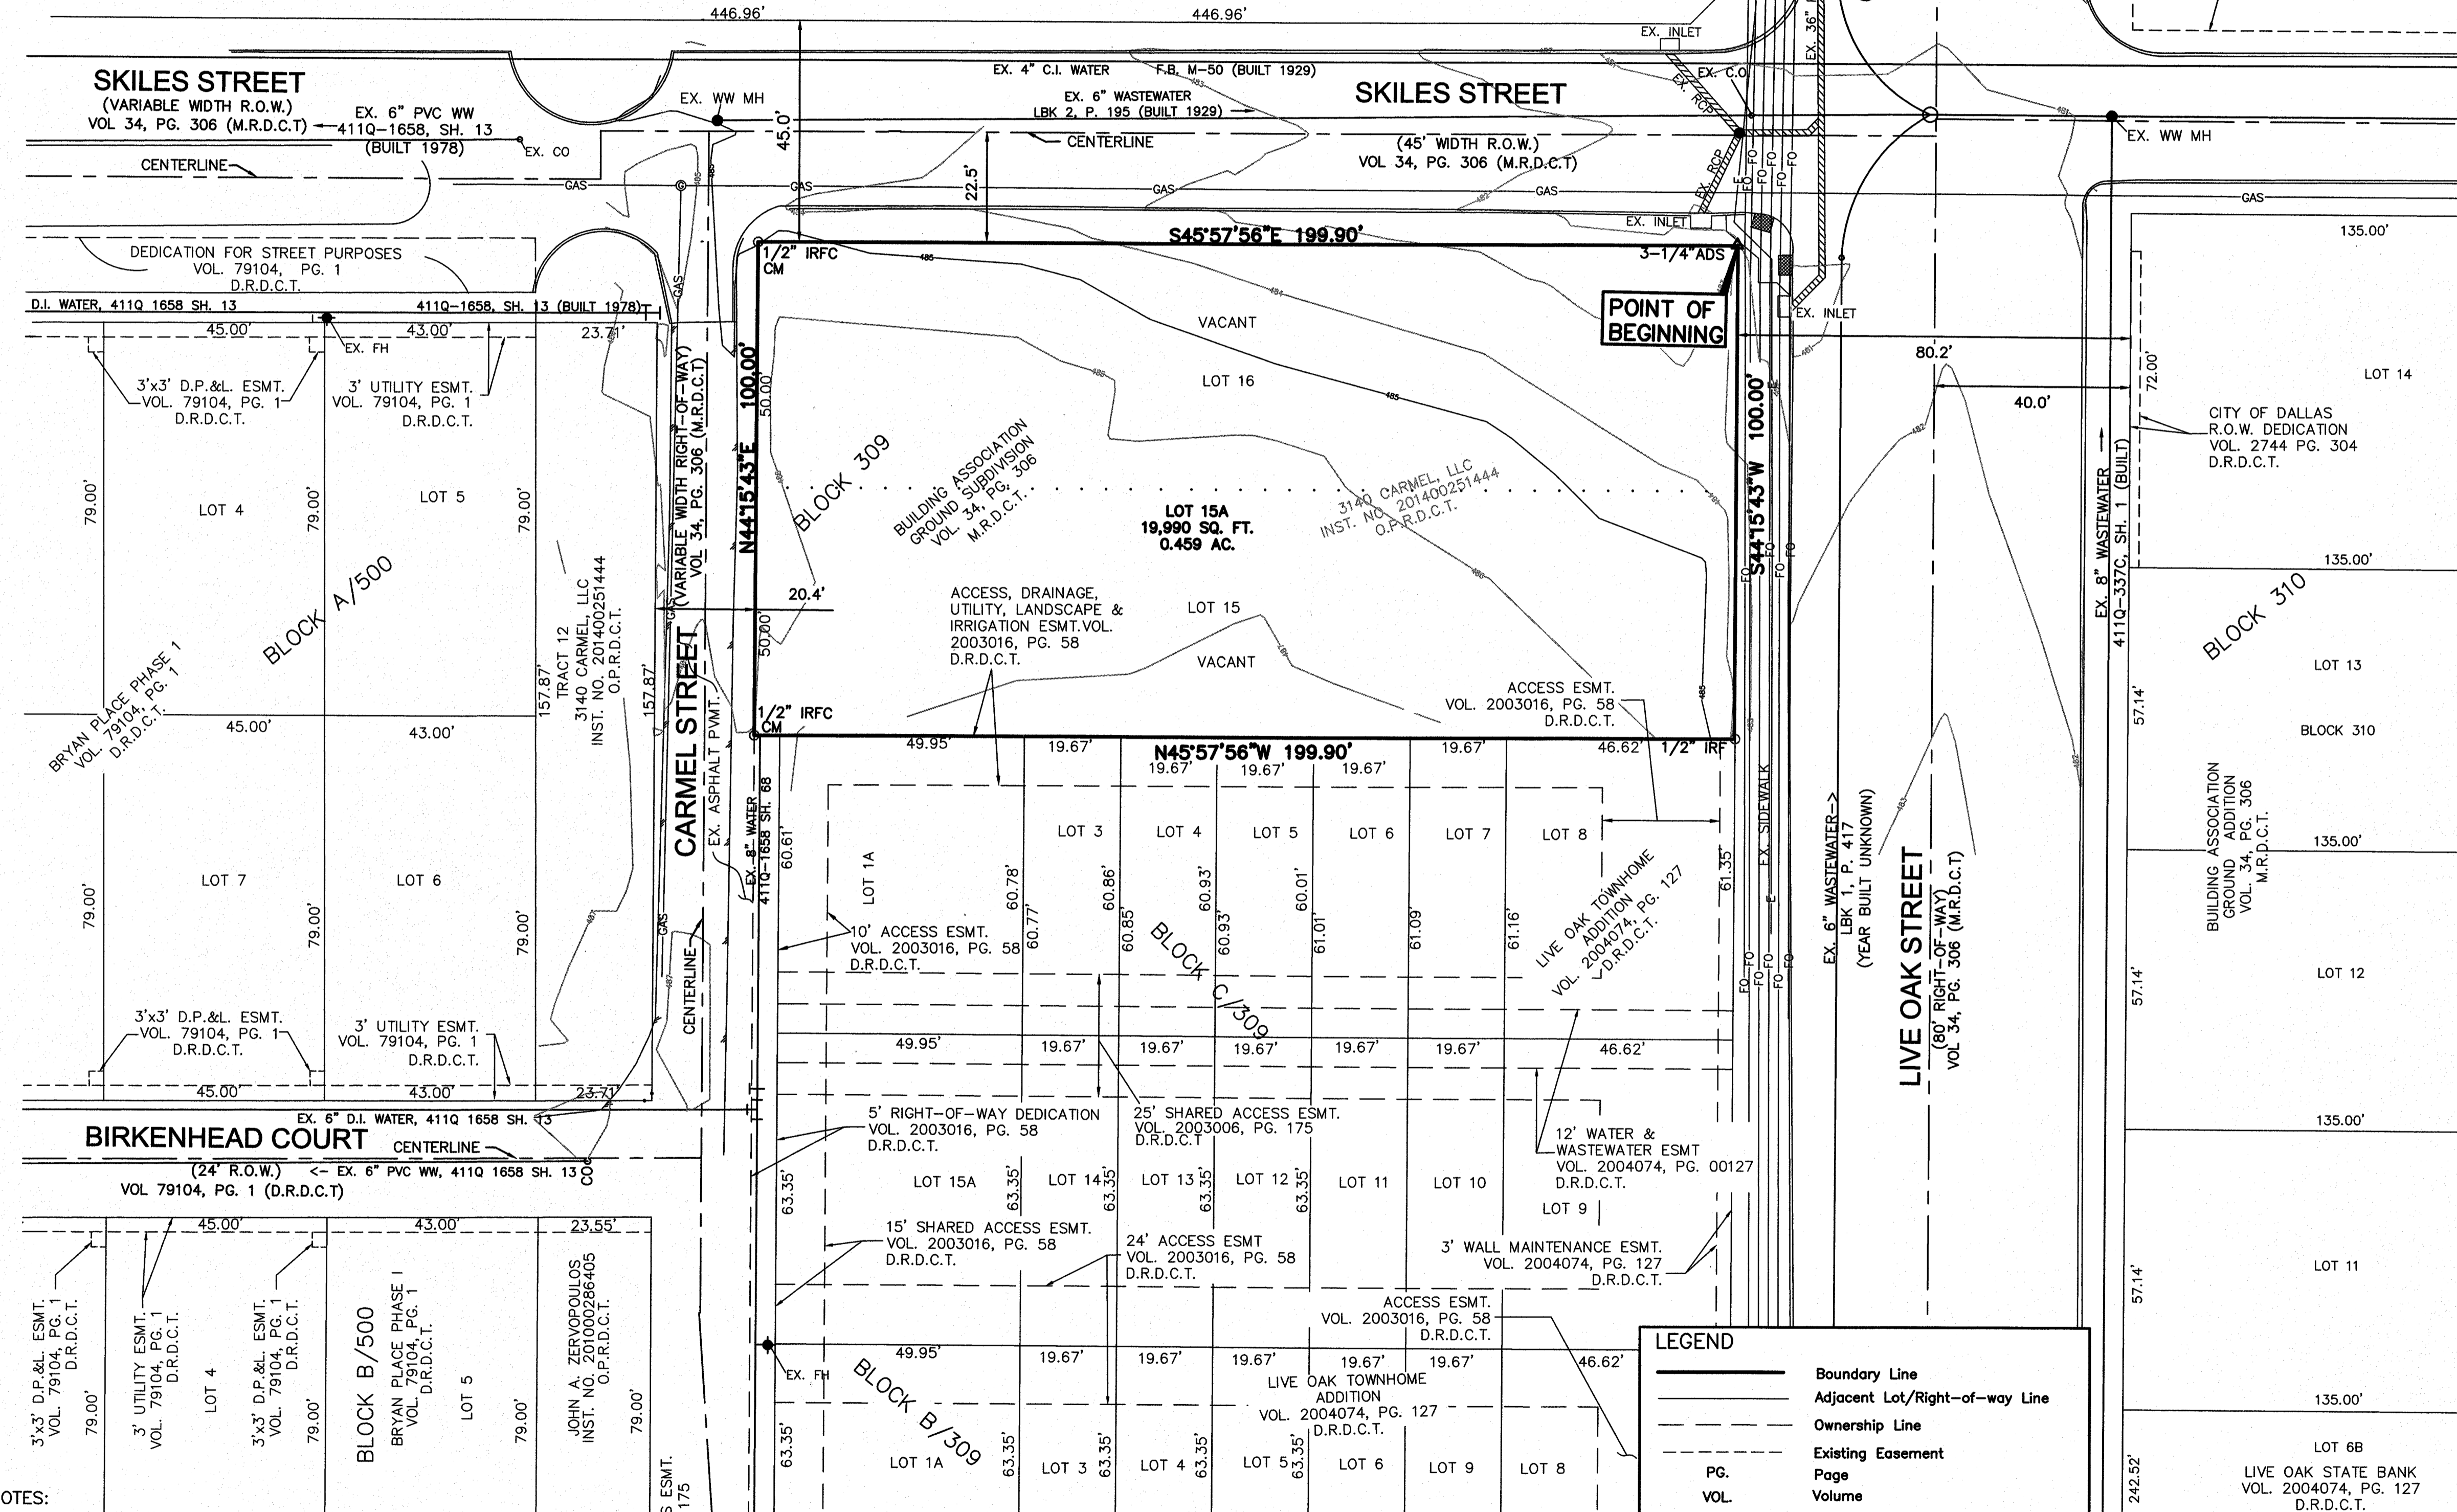 446.96'
446.96'
SKILES STREET
(VARIABLE WIDTH R.O.W.)
VOL 34, PG. 306 (M.R.D.C.T)
EX. 6" PVC WW
411Q-1658, SH. 13
(BUILT 1978)
CENTERLINE
EX. CO
EX. WW MH
45.0'
22.5'
EX. 4" C.I. WATER
F.B. M-50 (BUILT 1929)
EX. 6" WASTEWATER
LBK 2, P. 195 (BUILT 1929)
CENTERLINE
SKILES STREET
(45' WIDTH R.O.W.)
VOL 34, PG. 306 (M.R.D.C.T)
EX. INLET
EX. C.O.
EX. RCP
EX. RCP
EX. 36"
EX. INLET
EX. WW MH
GAS
GAS
GAS
GAS
GAS
DEDICATION FOR STREET PURPOSES
VOL. 79104, PG. 1
D.R.D.C.T.
D.I. WATER, 411Q 1658 SH. 13
411Q-1658, SH. 13 (BUILT 1978)
45.00'
43.00'
23.71'
EX. FH
3'x3' D.P.&L. ESMT.
VOL. 79104, PG. 1
D.R.D.C.T.
3' UTILITY ESMT.
VOL. 79104, PG. 1
D.R.D.C.T.
79.00'
LOT 4
79.00'
LOT 5
79.00'
BLOCK A/500
BRYAN PLACE PHASE 1
VOL. 79104, PG. 1
D.R.D.C.T.
157.87'
TRACT 12
3140 CARMEL, LLC
INST. NO. 201400251444
O.P.R.D.C.T.
157.87'
45.00'
43.00'
79.00'
LOT 7
79.00'
LOT 6
79.00'
3'x3' D.P.&L. ESMT.
VOL. 79104, PG. 1
D.R.D.C.T.
3' UTILITY ESMT.
VOL. 79104, PG. 1
D.R.D.C.T.
45.00'
43.00'
23.71'
CARMEL STREET
(VARIABLE WIDTH RIGHT-OF-WAY)
VOL 34, PG. 306 (M.R.D.C.T)
EX. ASPHALT PVMT.
CENTERLINE
GAS
GAS
GAS
20.4'
EX. 8" WATER
411Q-1658 SH. 68
S45°57'56"E 199.90'
1/2" IRFC
CM
3-1/4"ADS
POINT OF
BEGINNING
EX. INLET
N44°15'43"E 100.00'
50.00'
50.00'
VACANT
LOT 16
BLOCK 309
BUILDING ASSOCIATION
GROUND SUBDIVISION
VOL. 34, PG. 306
M.R.D.C.T.
LOT 15A
19,990 SQ. FT.
0.459 AC.
3140 CARMEL, LLC
INST. NO. 201400251444
O.P.R.D.C.T.
S44°15'43"W 100.00'
ACCESS, DRAINAGE,
UTILITY, LANDSCAPE &
IRRIGATION ESMT.VOL.
2003016, PG. 58
D.R.D.C.T.
LOT 15
VACANT
ACCESS ESMT.
VOL. 2003016, PG. 58
D.R.D.C.T.
1/2" IRFC
CM
N45°57'56"W 199.90'
1/2" IRF
49.95'
19.67'
19.67'
19.67'
19.67'
19.67'
46.62'
60.61'
LOT 1A
60.78'
60.77'
LOT 3
60.86'
60.85'
LOT 4
60.93'
60.93'
LOT 5
60.01'
61.01'
LOT 6
61.09'
LOT 7
61.16'
LOT 8
61.35'
LIVE OAK TOWNHOME
ADDITION
VOL. 2004074, PG. 127
D.R.D.C.T.
10' ACCESS ESMT.
VOL. 2003016, PG. 58
D.R.D.C.T.
BLOCK C/309
49.95'
19.67'
19.67'
19.67'
19.67'
19.67'
46.62'
5' RIGHT-OF-WAY DEDICATION
VOL. 2003016, PG. 58
D.R.D.C.T.
25' SHARED ACCESS ESMT.
VOL. 2003006, PG. 175
D.R.D.C.T
12' WATER &
WASTEWATER ESMT
VOL. 2004074, PG. 00127
D.R.D.C.T.
63.35'
LOT 15A
63.35'
LOT 14
63.35'
LOT 13
63.35'
LOT 12
63.35'
LOT 11
LOT 10
LOT 9
15' SHARED ACCESS ESMT.
VOL. 2003016, PG. 58
D.R.D.C.T.
24' ACCESS ESMT
VOL. 2003016, PG. 58
D.R.D.C.T.
3' WALL MAINTENANCE ESMT.
VOL. 2004074, PG. 127
D.R.D.C.T.
ACCESS ESMT.
VOL. 2003016, PG. 58
D.R.D.C.T.
EX. FH
49.95'
19.67'
19.67'
19.67'
19.67'
19.67'
46.62'
BLOCK B/309
LIVE OAK TOWNHOME
ADDITION
VOL. 2004074, PG. 127
D.R.D.C.T.
63.35'
LOT 1A
63.35'
LOT 3
63.35'
LOT 4
63.35'
LOT 5
63.35'
LOT 6
LOT 9
LOT 8
EX. 6" D.I. WATER, 411Q 1658 SH. 13
BIRKENHEAD COURT
CENTERLINE
(24' R.O.W.)
<- EX. 6" PVC WW, 411Q 1658 SH. 13
VOL 79104, PG. 1 (D.R.D.C.T)
CO
45.00'
43.00'
23.55'
3'x3' D.P.&L. ESMT.
VOL. 79104, PG. 1
D.R.D.C.T.
79.00'
3' UTILITY ESMT.
VOL. 79104, PG. 1
D.R.D.C.T.
LOT 4
3'x3' D.P.&L. ESMT.
VOL. 79104, PG. 1
D.R.D.C.T.
79.00'
BLOCK B/500
BRYAN PLACE PHASE I
VOL. 79104, PG. 1
D.R.D.C.T.
LOT 5
79.00'
JOHN A. ZERVOPOULOS
INST. NO. 201000286405
O.P.R.D.C.T.
79.00'
S ESMT.
175
OTES:
EX. SIDEWALK
EX. 6" WASTEWATER->
LBK 1, P. 417
(YEAR BUILT UNKNOWN)
LIVE OAK STREET
(80' RIGHT-OF-WAY)
VOL 34, PG. 306 (M.R.D.C.T)
80.2'
40.0'
EX. 8" WASTEWATER
411Q-337C, SH. 1 (BUILT)
135.00'
72.00'
LOT 14
CITY OF DALLAS
R.O.W. DEDICATION
VOL. 2744 PG. 304
D.R.D.C.T.
135.00'
BLOCK 310
LOT 13
57.14'
BLOCK 310
BUILDING ASSOCIATION
GROUND ADDITION
VOL. 34, PG. 306
M.R.D.C.T.
135.00'
LOT 12
57.14'
135.00'
LOT 11
57.14'
135.00'
LOT 6B
242.52'
LIVE OAK STATE BANK
VOL. 2004074, PG. 127
D.R.D.C.T.
LEGEND
Boundary Line
Adjacent Lot/Right-of-way Line
Ownership Line
Existing Easement
PG. Page
VOL. Volume